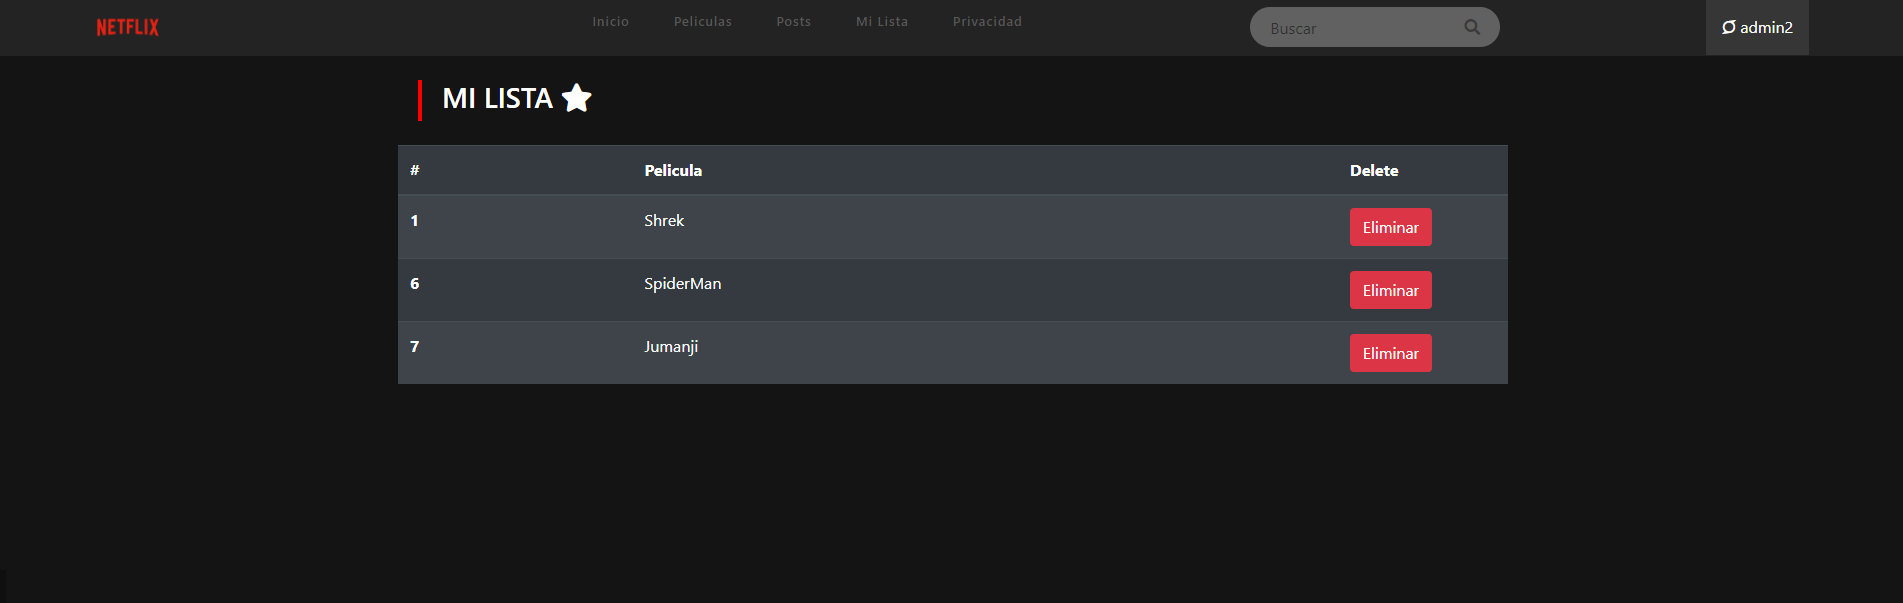 NETFLIX
Inicio Peliculas Posts Mi Lista Privacidad
Buscar
admin2
MI LISTA
# Pelicula Delete
1 Shrek Eliminar
6 SpiderMan Eliminar
7 Jumanji Eliminar